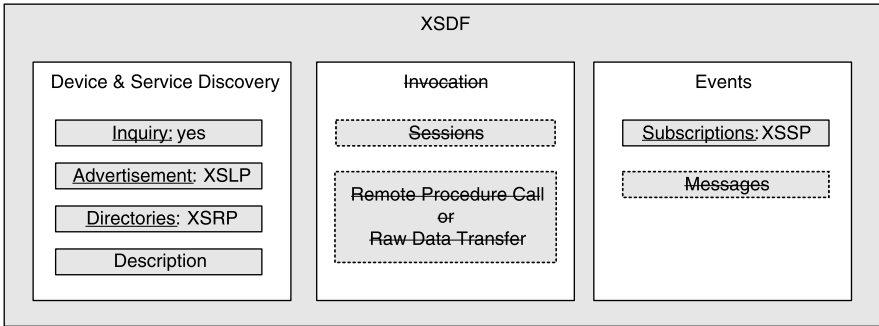 XSDF
Device & Service Discovery
Inquiry: yes
Advertisement: XSLP
Directories: XSRP
Description
Invocation
Sessions
Remote Procedure Call
or
Raw Data Transfer
Events
Subscriptions: XSSP
Messages